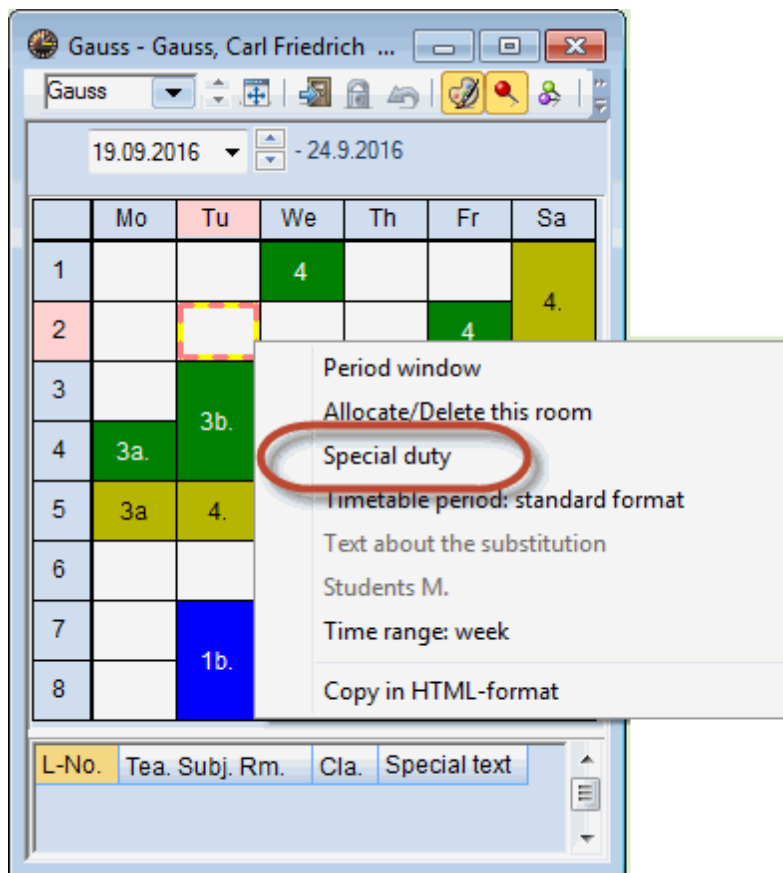 Gauss - Gauss, Carl Friedrich ...
Gauss
19.09.2016 - 24.9.2016
Mo Tu We Th Fr Sa
1 4 4.
2 4
3 3b.
4 3a.
5 3a 4.
6
7 1b.
8
Period window
Allocate/Delete this room
Special duty
Timetable period: standard format
Text about the substitution
Students M.
Time range: week
Copy in HTML-format
L-No. Tea. Subj. Rm. Cla. Special text